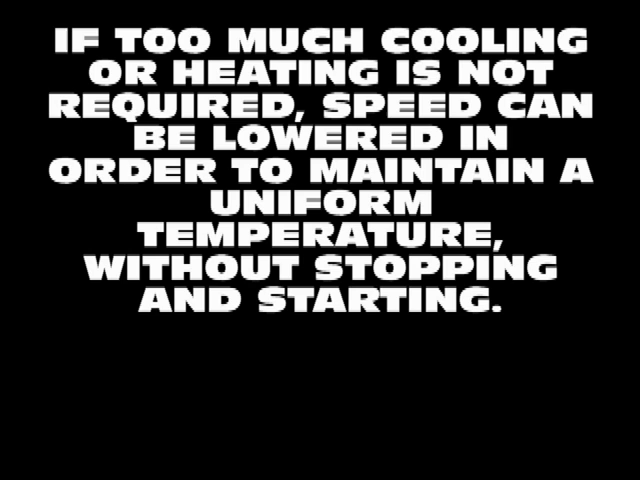 IF TOO MUCH COOLING
OR HEATING IS NOT
REQUIRED, SPEED CAN
BE LOWERED IN
ORDER TO MAINTAIN A
UNIFORM
TEMPERATURE,
WITHOUT STOPPING
AND STARTING.